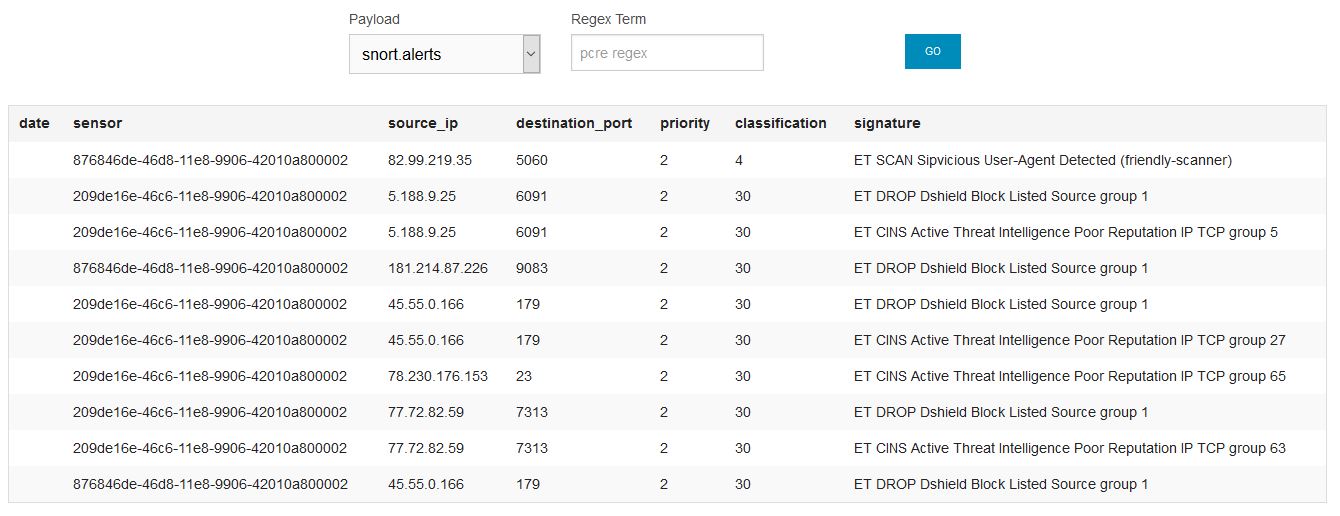 Payload Regex Term
snort.alerts pcre regex GO
date sensor source_ip destination_port priority classification signature
876846de-46d8-11e8-9906-42010a800002 82.99.219.35 5060 2 4 ET SCAN Sipvicious User-Agent Detected (friendly-scanner)
209de16e-46c6-11e8-9906-42010a800002 5.188.9.25 6091 2 30 ET DROP Dshield Block Listed Source group 1
209de16e-46c6-11e8-9906-42010a800002 5.188.9.25 6091 2 30 ET CINS Active Threat Intelligence Poor Reputation IP TCP group 5
876846de-46d8-11e8-9906-42010a800002 181.214.87.226 9083 2 30 ET DROP Dshield Block Listed Source group 1
209de16e-46c6-11e8-9906-42010a800002 45.55.0.166 179 2 30 ET DROP Dshield Block Listed Source group 1
209de16e-46c6-11e8-9906-42010a800002 45.55.0.166 179 2 30 ET CINS Active Threat Intelligence Poor Reputation IP TCP group 27
209de16e-46c6-11e8-9906-42010a800002 78.230.176.153 23 2 30 ET CINS Active Threat Intelligence Poor Reputation IP TCP group 65
209de16e-46c6-11e8-9906-42010a800002 77.72.82.59 7313 2 30 ET DROP Dshield Block Listed Source group 1
209de16e-46c6-11e8-9906-42010a800002 77.72.82.59 7313 2 30 ET CINS Active Threat Intelligence Poor Reputation IP TCP group 63
876846de-46d8-11e8-9906-42010a800002 45.55.0.166 179 2 30 ET DROP Dshield Block Listed Source group 1